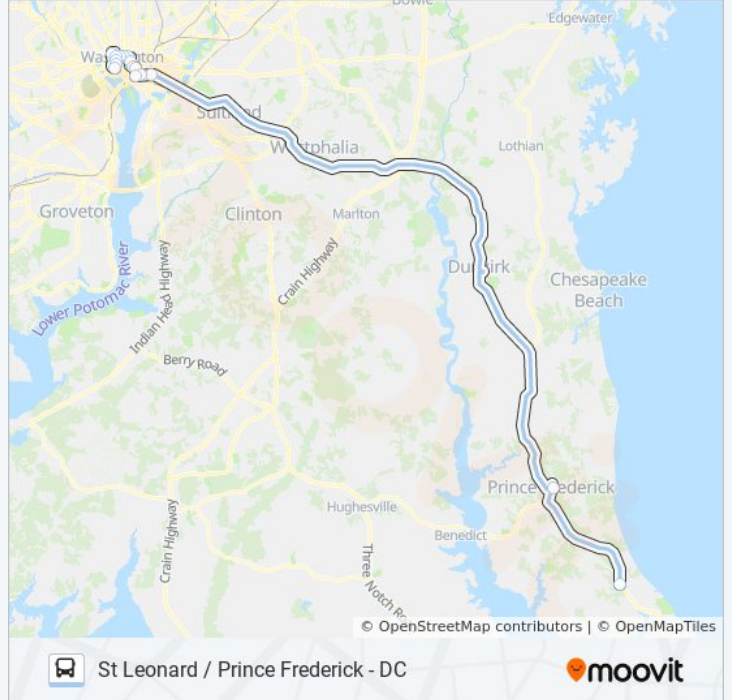 Bowie
Edgewater
Washington
Suitland
Lothian
Westphalia
Groveton
Clinton
Marlton
Crain Highway
Indian Head Highway
Lower Potomac River
Dunkirk
Chesapeake
Beach
Berry Road
Prince Frederick
Hughesville
Benedict
Crain Highway
Three Notch Ro
© OpenStreetMap contributors | © OpenMapTiles
St Leonard / Prince Frederick - DC
moovit